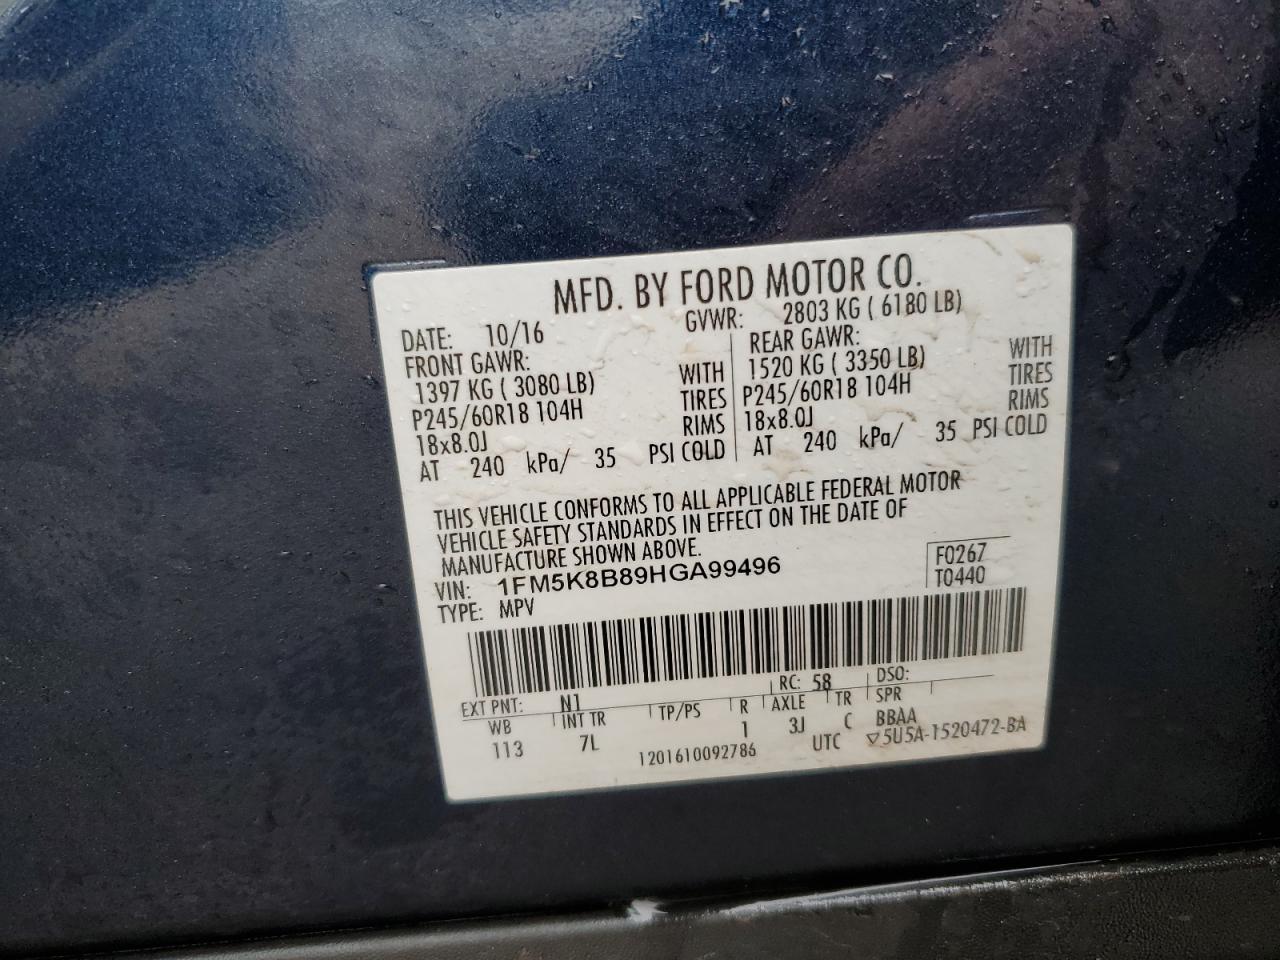 MFD. BY FORD MOTOR CO.
DATE: 10/16 GVWR: 2803 KG ( 6180 LB)
FRONT GAWR: REAR GAWR:
1397 KG ( 3080 LB) WITH 1520 KG ( 3350 LB) WITH
P245/60R18 104H TIRES P245/60R18 104H TIRES
18x8.0J RIMS 18x8.0J RIMS
AT 240 kPa/ 35 PSI COLD AT 240 kPa/ 35 PSI COLD
THIS VEHICLE CONFORMS TO ALL APPLICABLE FEDERAL MOTOR
VEHICLE SAFETY STANDARDS IN EFFECT ON THE DATE OF
MANUFACTURE SHOWN ABOVE.
VIN: 1FM5K8B89HGA99496 F0267
TYPE: MPV T0440
EXT PNT: N1 RC: 58 DSO:
WB INT TR TP/PS R AXLE TR SPR
113 7L 1 3J C BBAA
1201610092786 UTC ▽5U5A-1520472-BA